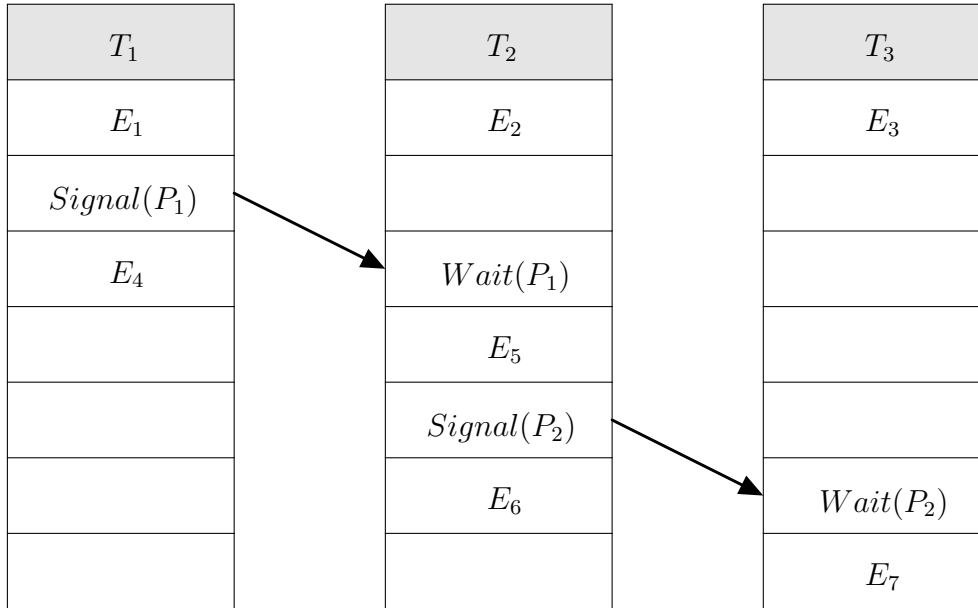 T₁ T₂ T₃
E₁ E₂ E₃
Signal(P₁)
E₄ Wait(P₁)
E₅
Signal(P₂)
E₆ Wait(P₂)
E₇